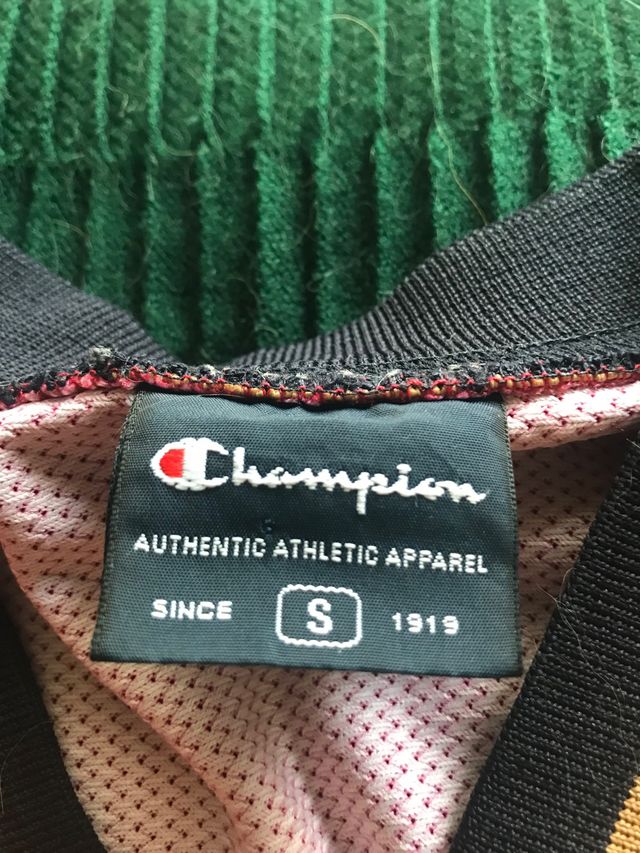 Champion
AUTHENTIC ATHLETIC APPAREL
SINCE S 1919